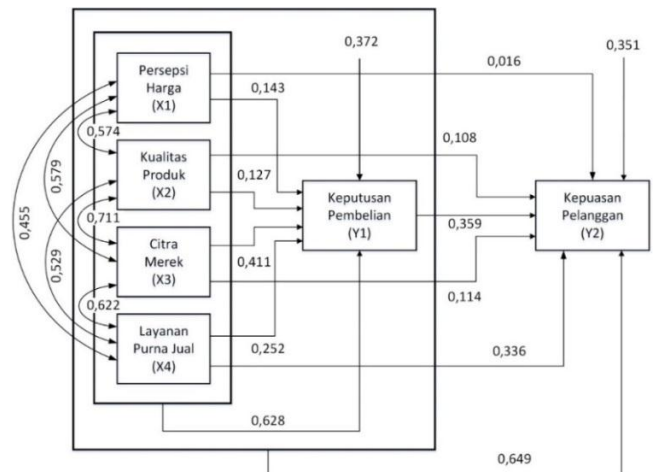 0,372
0,351
Persepsi
Harga
(X1)
0,016
0,143
0,574
0,108
Kualitas
Produk
(X2)
0,579
0,127
Keputusan
Pembelian
(Y1)
Kepuasan
Pelanggan
(Y2)
0,455
0,711
0,359
Citra
Merek
(X3)
0,411
0,529
0,114
0,622
Layanan
Purna Jual
(X4)
0,252
0,336
0,628
0,649